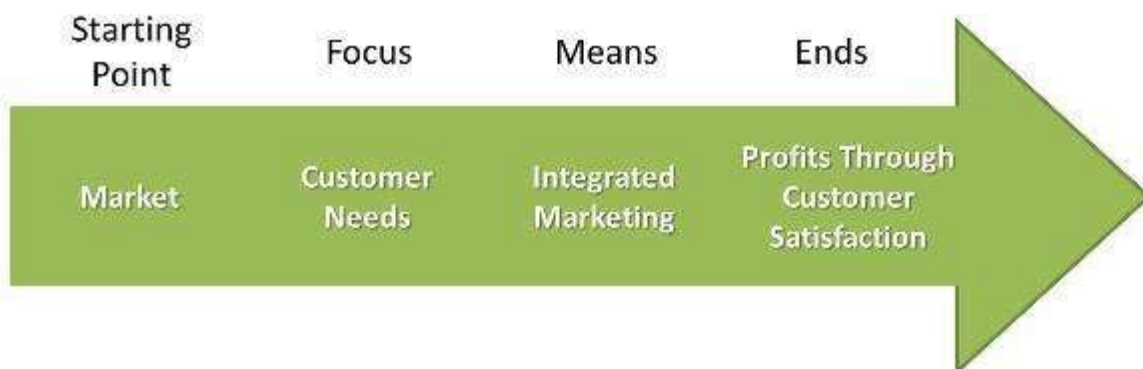 Starting
Point
Focus
Means
Ends
Market
Customer
Needs
Integrated
Marketing
Profits Through
Customer
Satisfaction